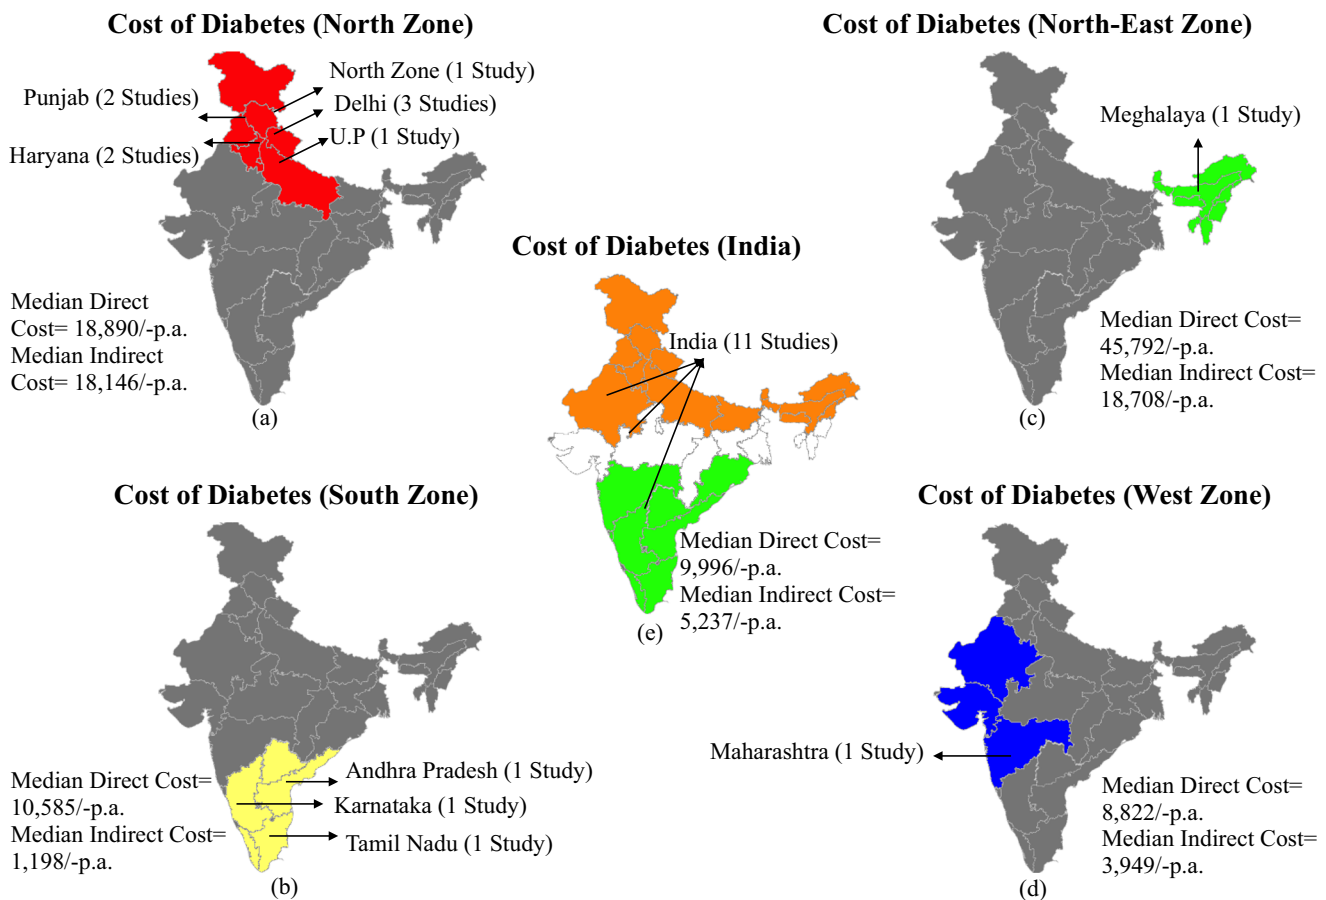 Cost of Diabetes (North Zone)
North Zone (1 Study)
Punjab (2 Studies)
Delhi (3 Studies)
U.P (1 Study)
Haryana (2 Studies)
Median Direct
Cost= 18,890/-p.a.
Median Indirect
Cost= 18,146/-p.a.
(a)
Cost of Diabetes (North-East Zone)
Meghalaya (1 Study)
Median Direct Cost=
45,792/-p.a.
Median Indirect Cost=
18,708/-p.a.
(c)
Cost of Diabetes (India)
India (11 Studies)
Median Direct Cost=
9,996/-p.a.
Median Indirect Cost=
5,237/-p.a.
(e)
Cost of Diabetes (South Zone)
Andhra Pradesh (1 Study)
Karnataka (1 Study)
Tamil Nadu (1 Study)
Median Direct Cost=
10,585/-p.a.
Median Indirect Cost=
1,198/-p.a.
(b)
Cost of Diabetes (West Zone)
Maharashtra (1 Study)
Median Direct Cost=
8,822/-p.a.
Median Indirect Cost=
3,949/-p.a.
(d)